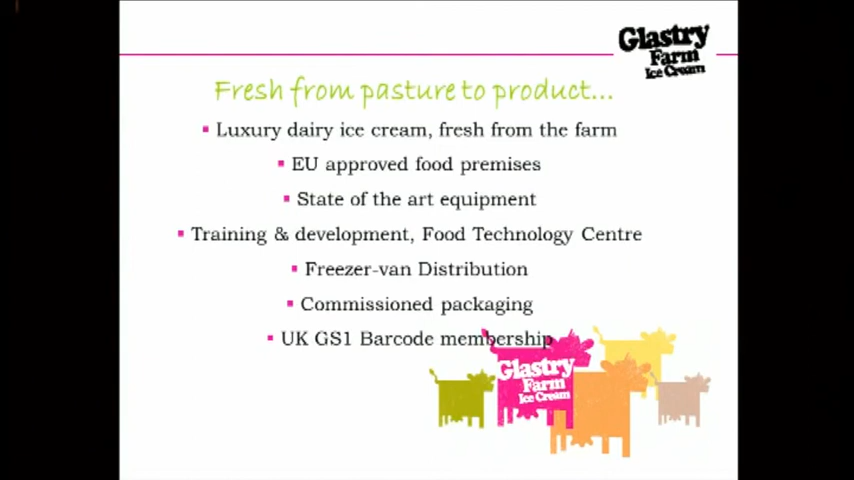 Glastry
Farm
Ice Cream
Fresh from pasture to product...
▪ Luxury dairy ice cream, fresh from the farm
▪ EU approved food premises
▪ State of the art equipment
▪ Training & development, Food Technology Centre
▪ Freezer-van Distribution
▪ Commissioned packaging
▪ UK GS1 Barcode membership
Glastry
Farm
Ice Cream